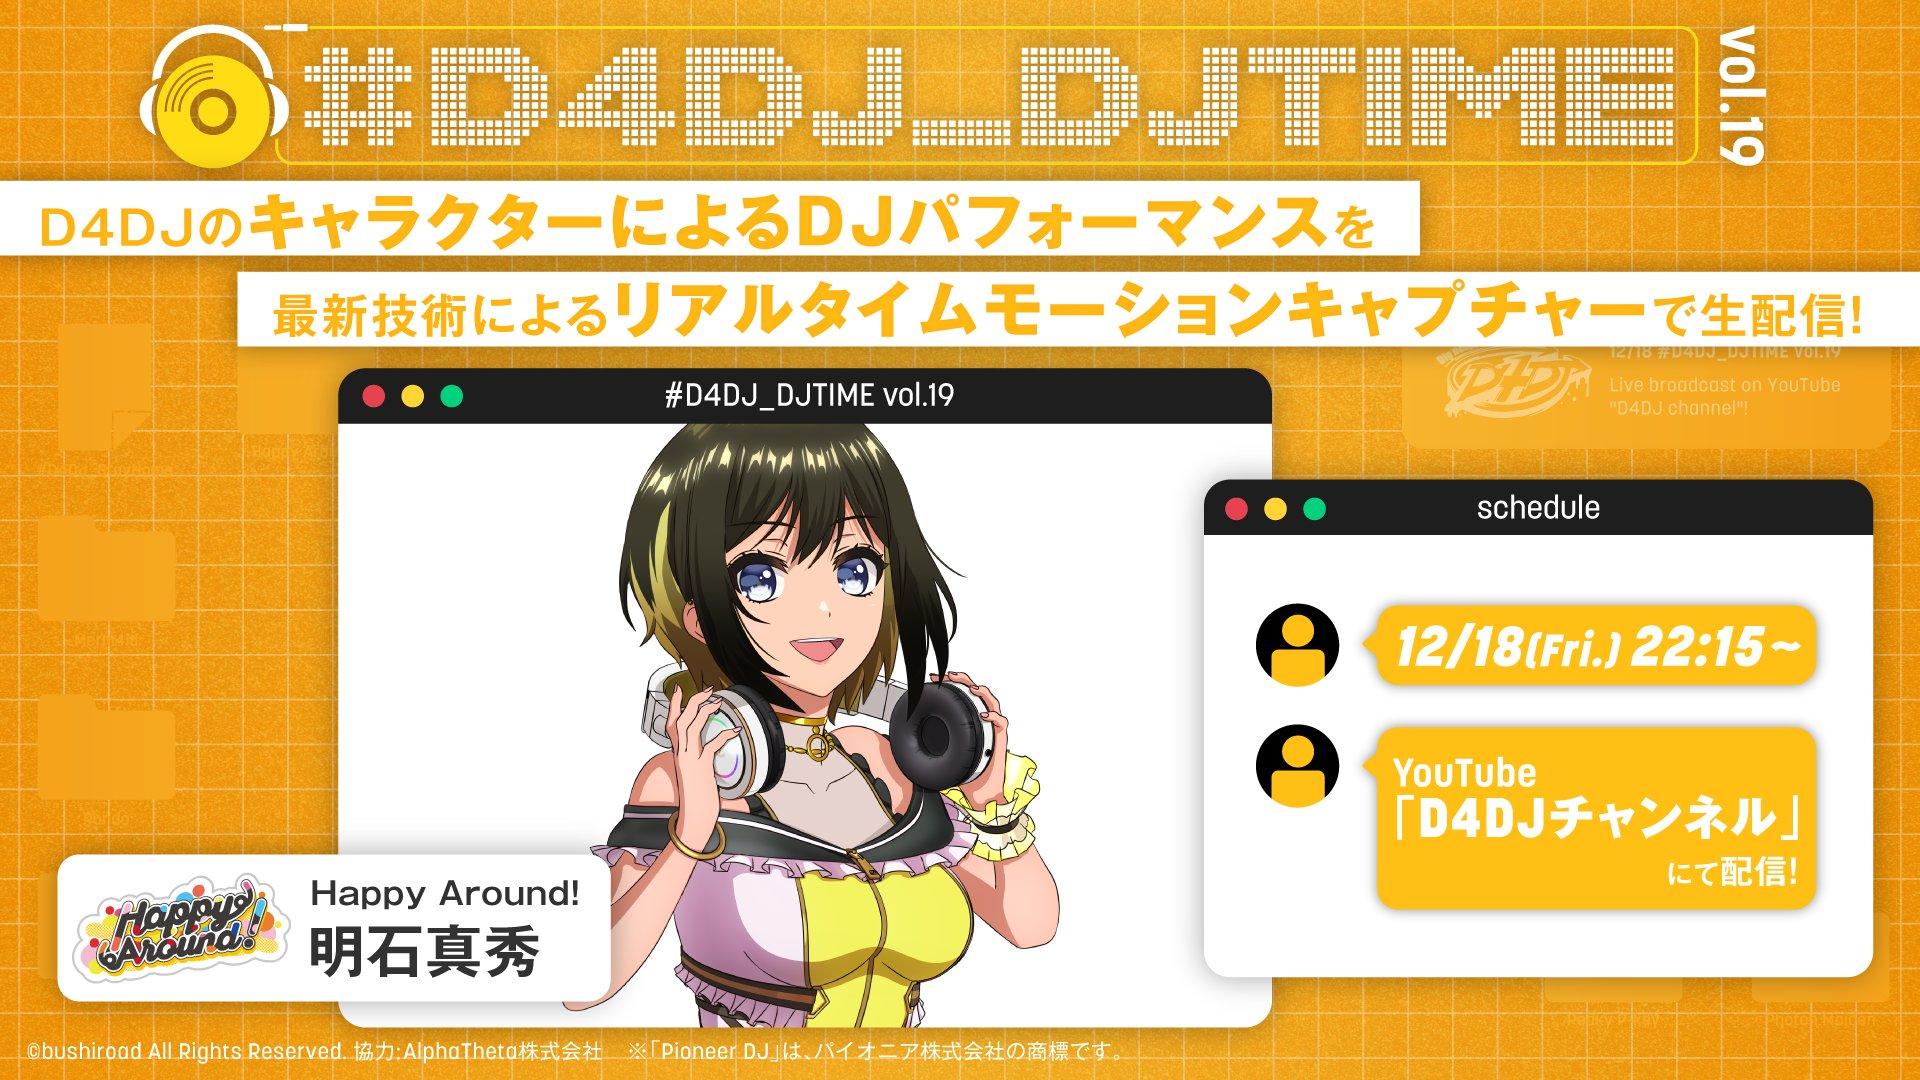 #D4DJ_DJTIME
vol.19
D4DJのキャラクターによるDJパフォーマンスを
最新技術によるリアルタイムモーションキャプチャーで生配信!
12/18 #D4DJ_DJTIME vol.19
D4DJ
Live broadcast on YouTube
"D4DJ channel"!
#D4DJ_DJTIME vol.19
schedule
12/18(Fri.) 22:15~
YouTube
「D4DJチャンネル」
にて配信!
Happy Around!
Happy Around!
明石真秀
©bushiroad All Rights Reserved. 協力:AlphaTheta株式会社 ※「Pioneer DJ」は、パイオニア株式会社の商標です。